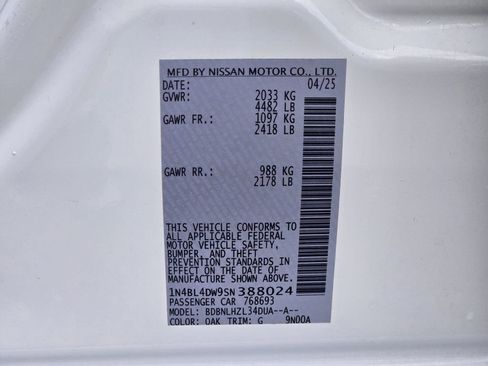 MFD BY NISSAN MOTOR CO., LTD.
DATE: 04/25
GVWR: 2033 KG
4482 LB
GAWR FR.: 1097 KG
2418 LB
GAWR RR.: 988 KG
2178 LB
THIS VEHICLE CONFORMS TO
ALL APPLICABLE FEDERAL
MOTOR VEHICLE SAFETY,
BUMPER, AND THEFT
PREVENTION STANDARDS
IN EFFECT ON THE DATE OF
MANUFACTURE SHOWN ABOVE
1N4BL4DW9SN388024
PASSENGER CAR 768693
MODEL: BDBNLHZL34DUA--A--
COLOR: QAK TRIM: G 9N00A